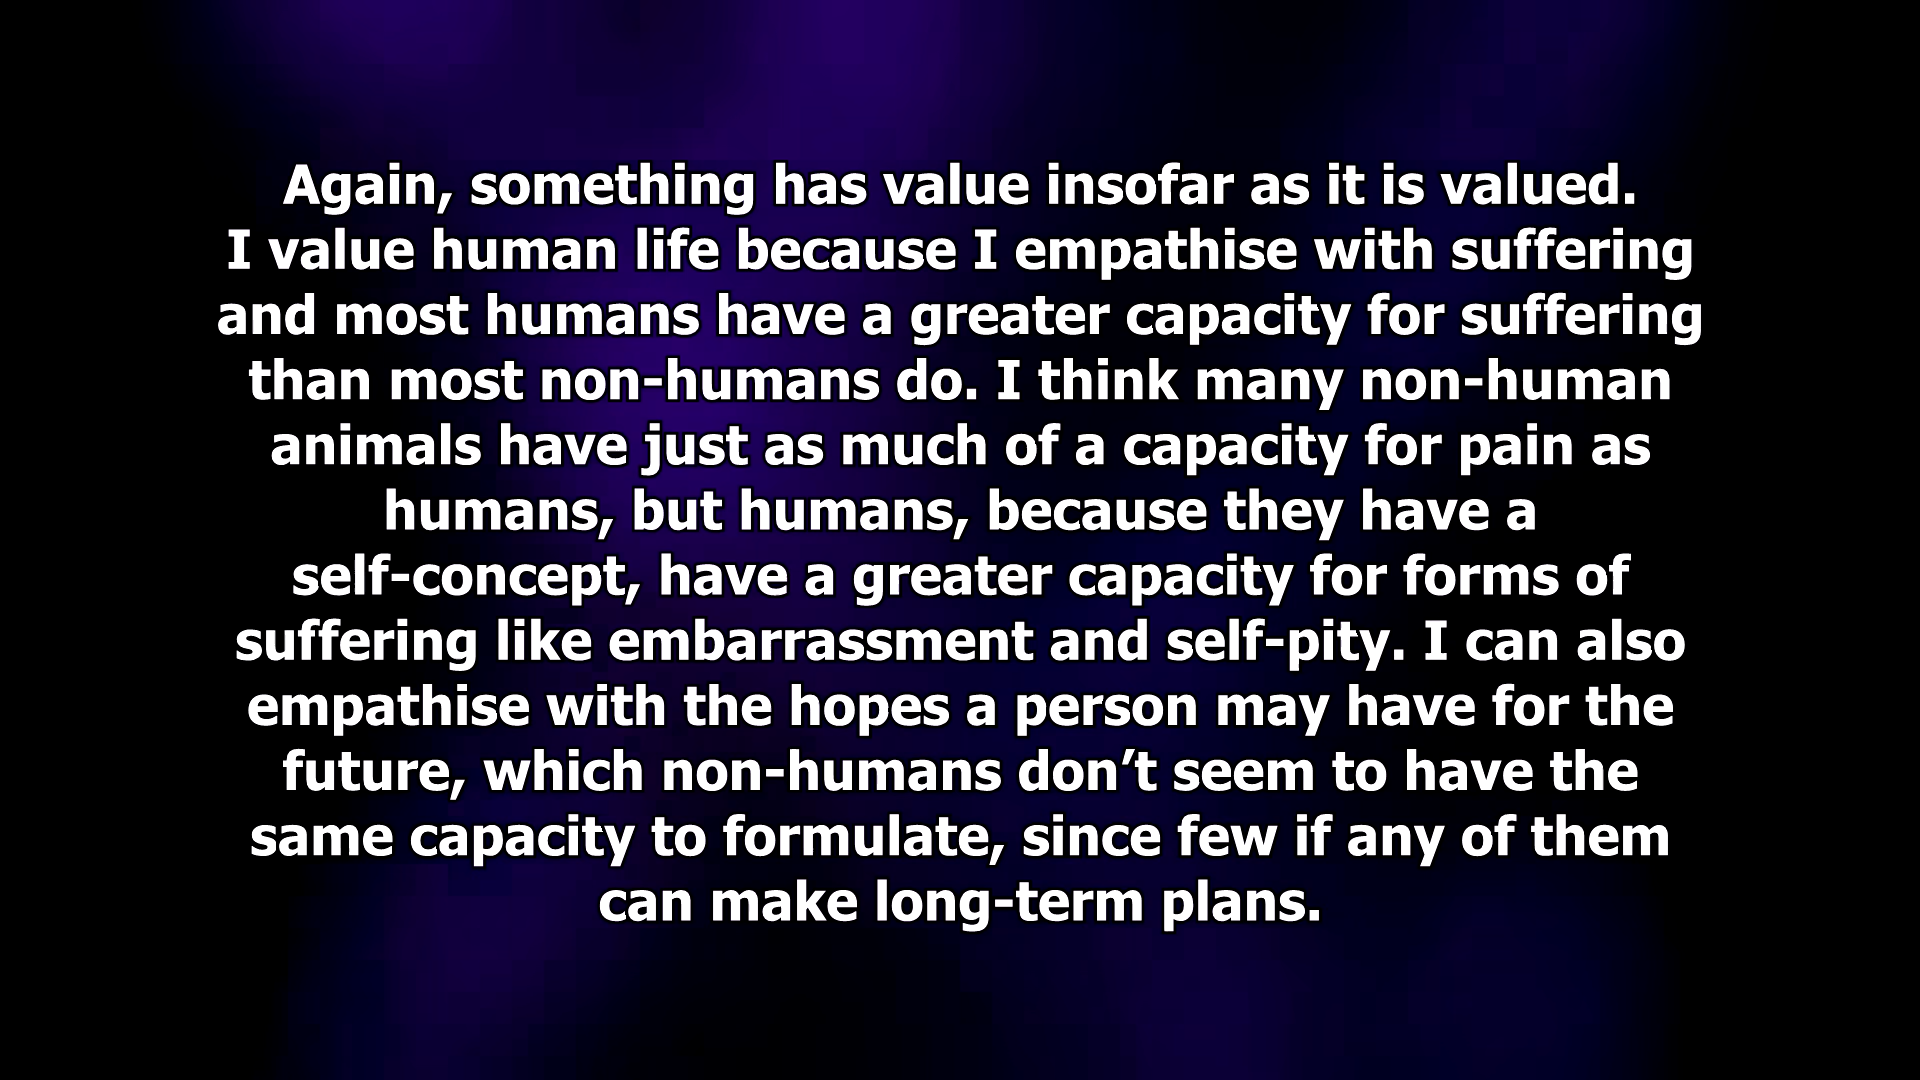 Again, something has value insofar as it is valued.
I value human life because I empathise with suffering
and most humans have a greater capacity for suffering
than most non-humans do. I think many non-human
animals have just as much of a capacity for pain as
humans, but humans, because they have a
self-concept, have a greater capacity for forms of
suffering like embarrassment and self-pity. I can also
empathise with the hopes a person may have for the
future, which non-humans don’t seem to have the
same capacity to formulate, since few if any of them
can make long-term plans.